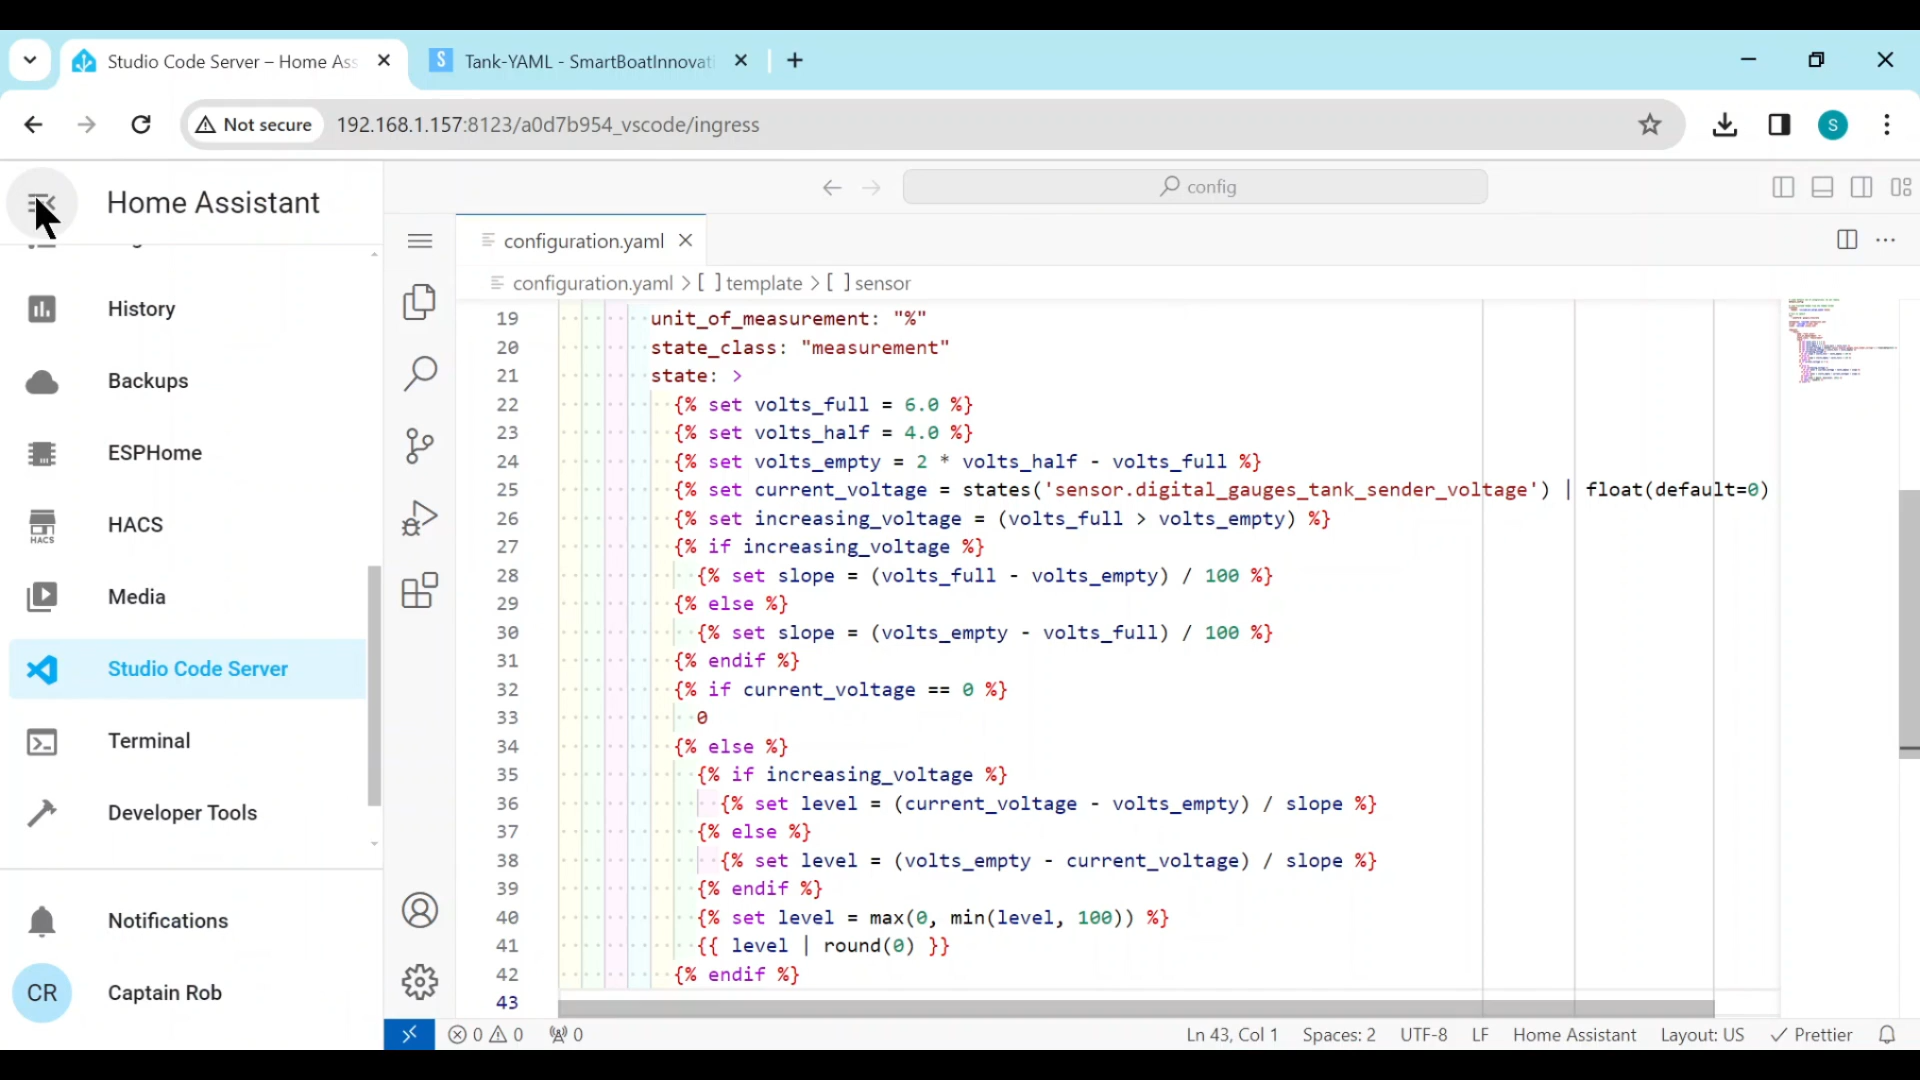 Studio Code Server – Home Ass
Tank-YAML - SmartBoatInnovati
Not secure
192.168.1.157:8123/a0d7b954_vscode/ingress
S
Home Assistant
History
Backups
ESPHome
HACS
HACS
Media
Studio Code Server
Terminal
Developer Tools
Notifications
CR
Captain Rob
config
configuration.yaml
configuration.yaml > [ ] template > [ ] sensor
19 unit_of_measurement: "%"
20 state_class: "measurement"
21 state: >
22 {% set volts_full = 6.0 %}
23 {% set volts_half = 4.0 %}
24 {% set volts_empty = 2 * volts_half - volts_full %}
25 {% set current_voltage = states('sensor.digital_gauges_tank_sender_voltage') | float(default=0)
26 {% set increasing_voltage = (volts_full > volts_empty) %}
27 {% if increasing_voltage %}
28 {% set slope = (volts_full - volts_empty) / 100 %}
29 {% else %}
30 {% set slope = (volts_empty - volts_full) / 100 %}
31 {% endif %}
32 {% if current_voltage == 0 %}
33 0
34 {% else %}
35 {% if increasing_voltage %}
36 {% set level = (current_voltage - volts_empty) / slope %}
37 {% else %}
38 {% set level = (volts_empty - current_voltage) / slope %}
39 {% endif %}
40 {% set level = max(0, min(level, 100)) %}
41 {{ level | round(0) }}
42 {% endif %}
43
0 0 0
Ln 43, Col 1 Spaces: 2 UTF-8 LF Home Assistant Layout: US Prettier